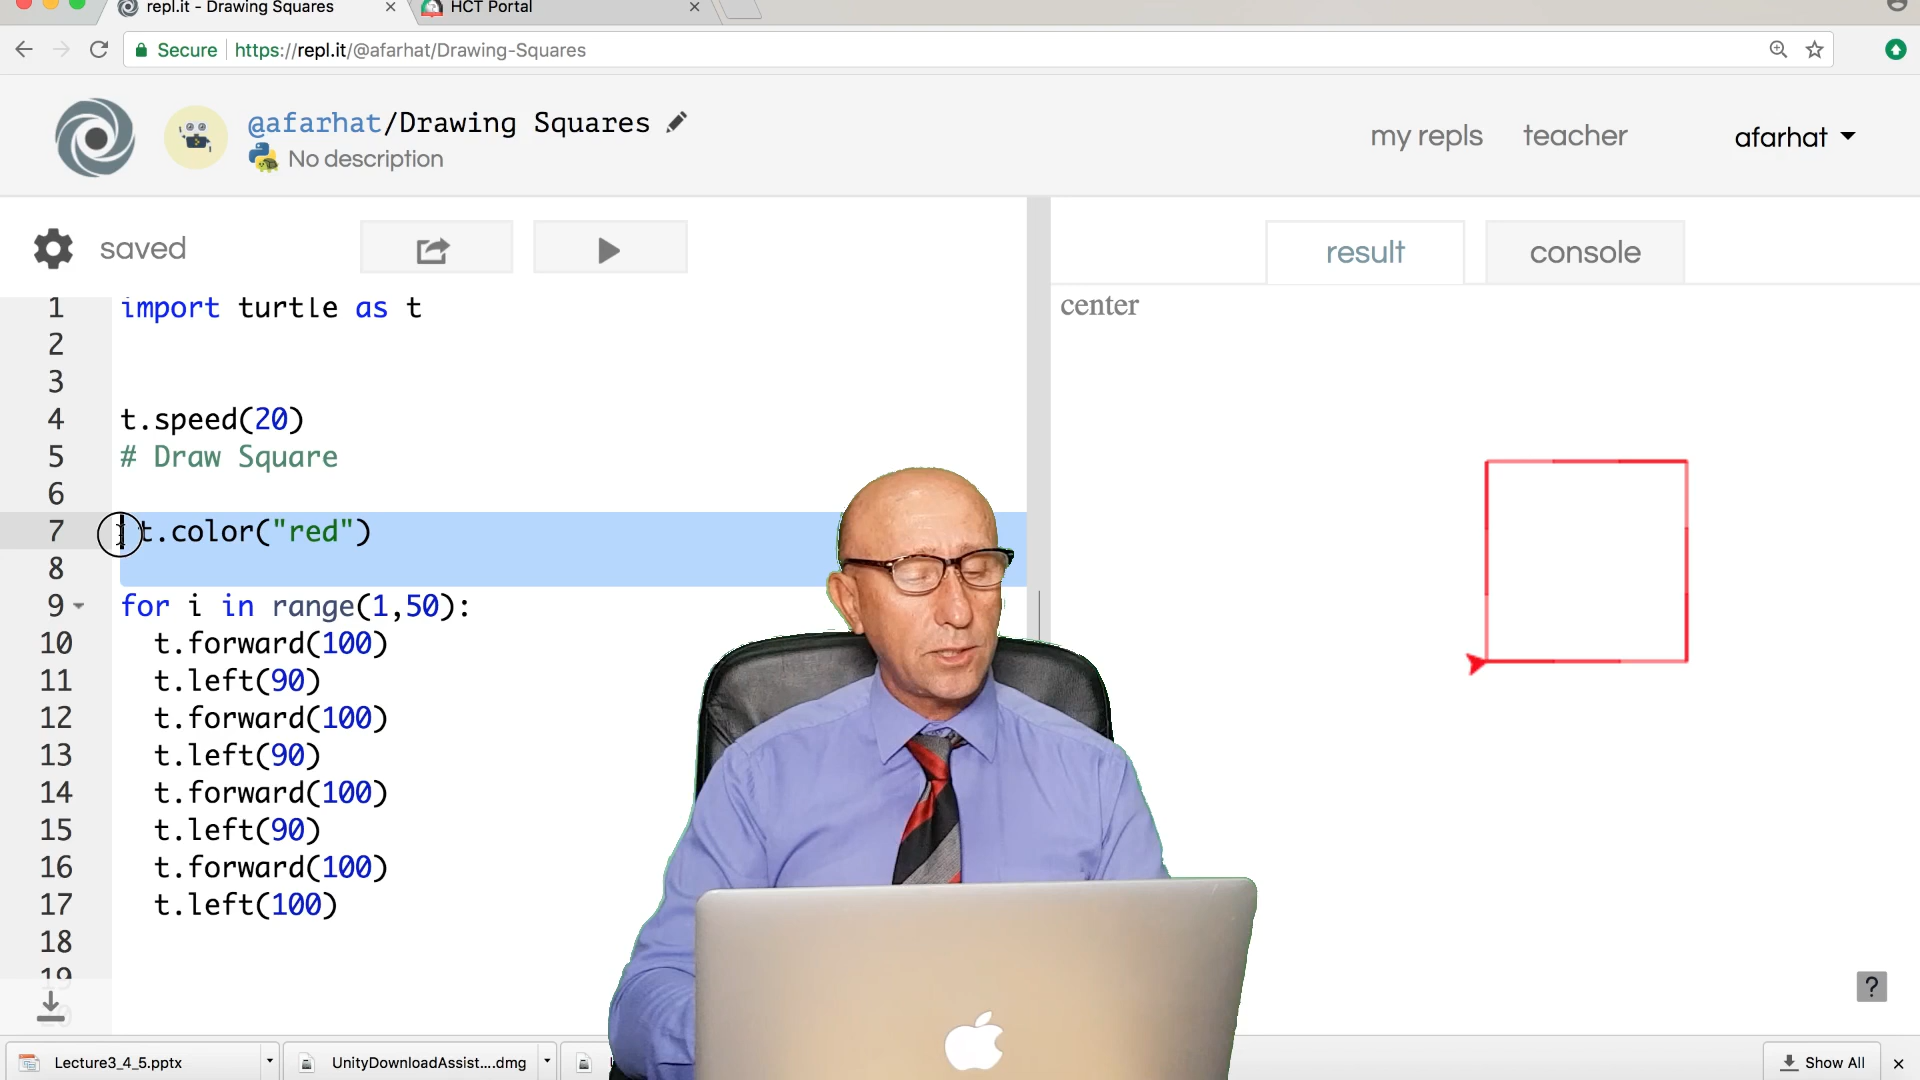 repl.it - Drawing Squares
HCT Portal
Secure https://repl.it/@afarhat/Drawing-Squares
@afarhat/Drawing Squares
No description
my repls teacher afarhat
saved
result console
center
1 import turtle as t
2
3
4 t.speed(20)
5 # Draw Square
6
7 t.color("red")
8
9 for i in range(1,50):
10 t.forward(100)
11 t.left(90)
12 t.forward(100)
13 t.left(90)
14 t.forward(100)
15 t.left(90)
16 t.forward(100)
17 t.left(100)
18
19
?
Lecture3_4_5.pptx UnityDownloadAssist....dmg Show All